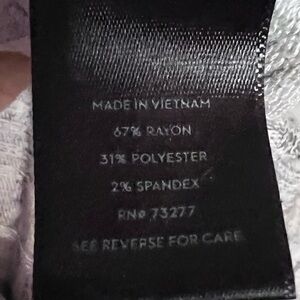 MADE IN VIETNAM
67% RAYON
31% POLYESTER
2% SPANDEX
RN# 73277
SEE REVERSE FOR CARE